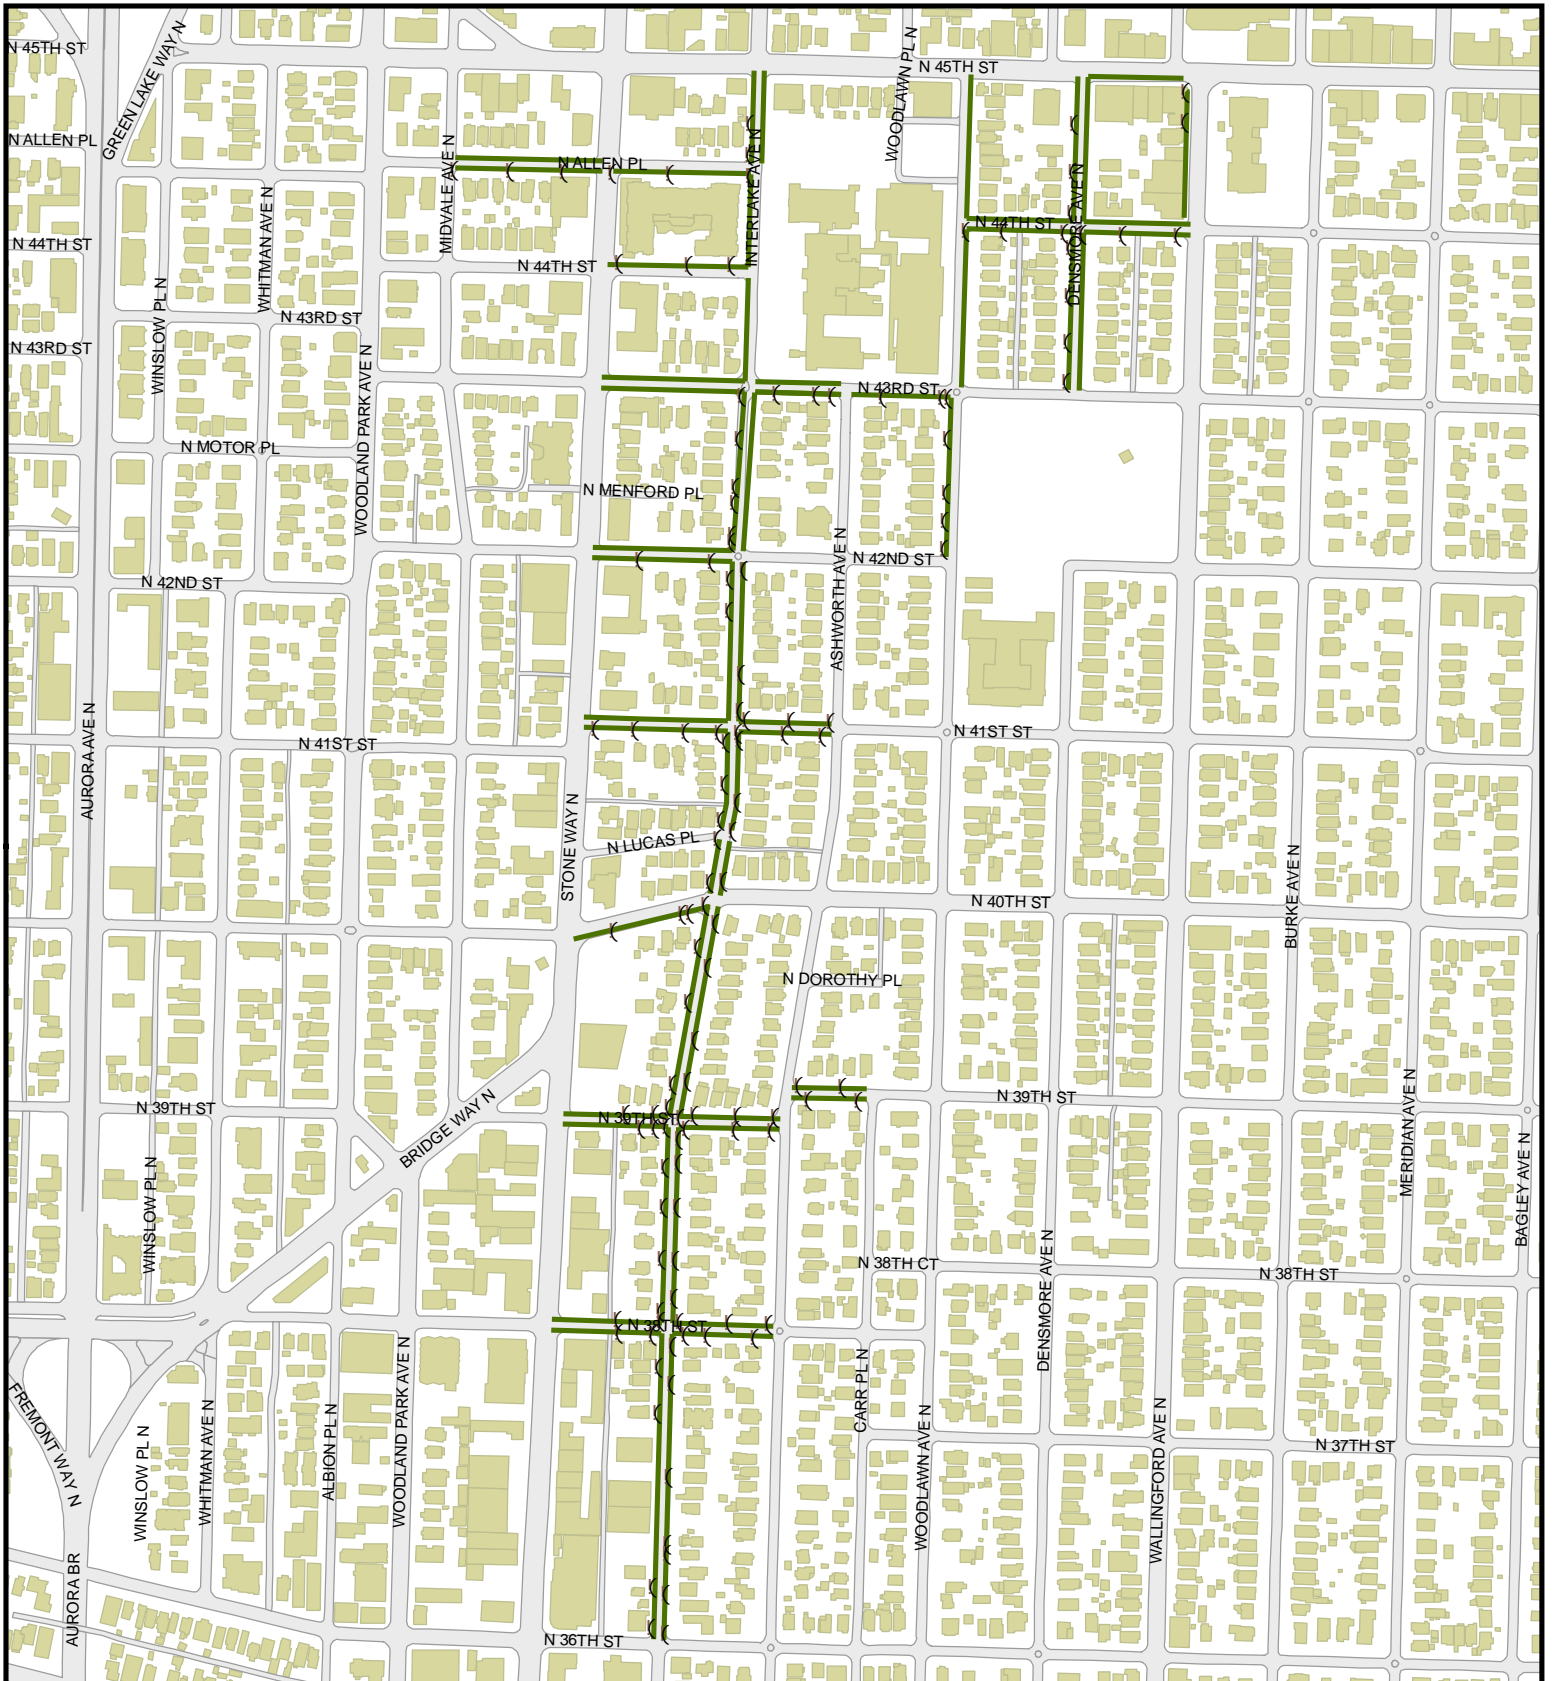 N 45TH ST
GREEN LAKE WAY N
WOODLAWN PL N
N 45TH ST
N ALLEN PL
MIDVALE AVE N
N ALLEN PL
INTERLAKE AVE N
DENSMORE AVE N
WHITMAN AVE N
N 44TH ST
N 44TH ST
N 44TH ST
WINSLOW PL N
N 43RD ST
N 43RD ST
WOODLAND PARK AVE N
N 43RD ST
N MOTOR PL
N MENFORD PL
ASHWORTH AVE N
N 42ND ST
N 42ND ST
AURORA AVE N
N 41ST ST
N 41ST ST
STONE WAY N
N LUCAS PL
BURKE AVE N
N 40TH ST
N DOROTHY PL
N 39TH ST
BRIDGE WAY N
N 39TH ST
N 39TH ST
MERIDIAN AVE N
BAGLEY AVE N
WINSLOW PL N
DENSMORE AVE N
N 38TH CT
N 38TH ST
N 38TH ST
FREMONT WAY N
WINSLOW PL N
WHITMAN AVE N
ALBION PL N
WOODLAND PARK AVE N
CARR PL N
WOODLAWN AVE N
WALLINGFORD AVE N
N 37TH ST
AURORA BR
N 36TH ST